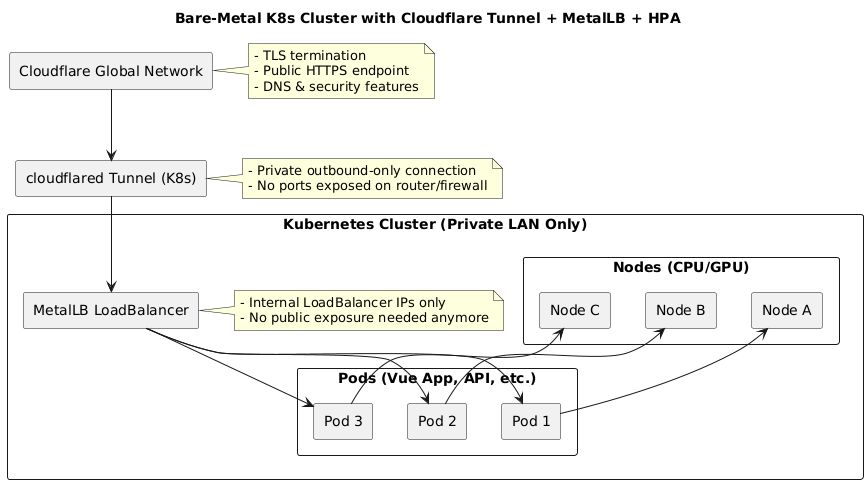 Bare-Metal K8s Cluster with Cloudflare Tunnel + MetalLB + HPA
Cloudflare Global Network
- TLS termination
- Public HTTPS endpoint
- DNS & security features
cloudflared Tunnel (K8s)
- Private outbound-only connection
- No ports exposed on router/firewall
Kubernetes Cluster (Private LAN Only)
Nodes (CPU/GPU)
MetalLB LoadBalancer
- Internal LoadBalancer IPs only
- No public exposure needed anymore
Node C
Node B
Node A
Pods (Vue App, API, etc.)
Pod 3
Pod 2
Pod 1